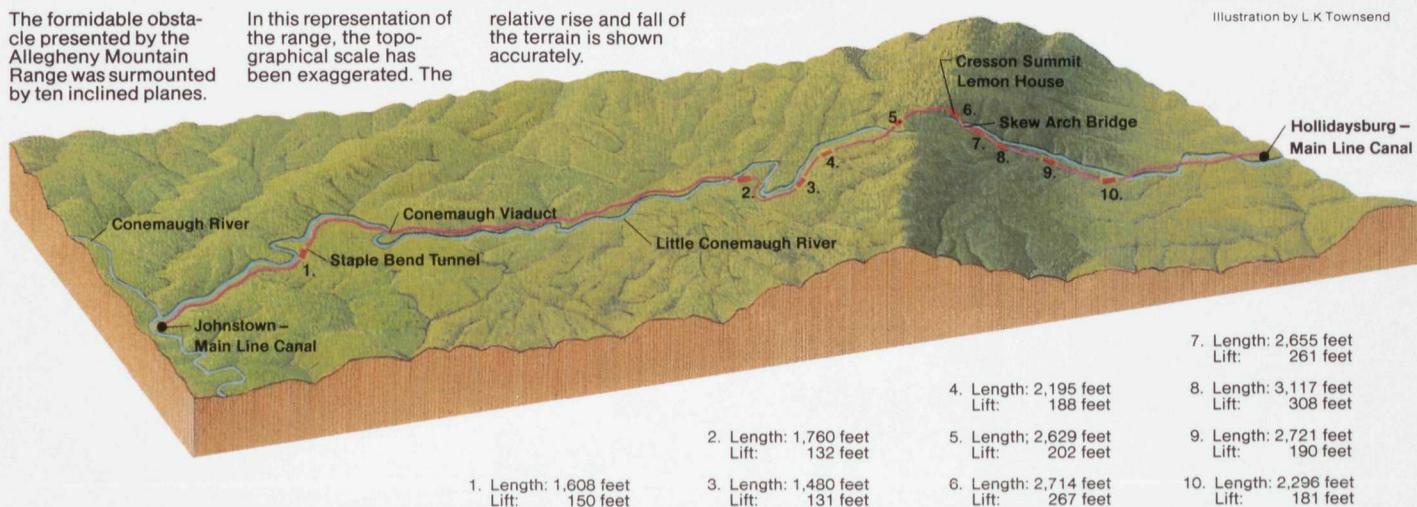 The formidable obsta-
cle presented by the
Allegheny Mountain
Range was surmounted
by ten inclined planes.
In this representation of
the range, the topo-
graphical scale has
been exaggerated. The
relative rise and fall of
the terrain is shown
accurately.
Illustration by L.K Townsend
Cresson Summit
Lemon House
6.
5.
Skew Arch Bridge
7.
8.
9.
10.
Hollidaysburg –
Main Line Canal
4.
3.
2.
Conemaugh River
Conemaugh Viaduct
Little Conemaugh River
Staple Bend Tunnel
1.
Johnstown –
Main Line Canal
1. Length: 1,608 feet
Lift: 150 feet
2. Length: 1,760 feet
Lift: 132 feet
3. Length: 1,480 feet
Lift: 131 feet
4. Length: 2,195 feet
Lift: 188 feet
5. Length; 2,629 feet
Lift: 202 feet
6. Length: 2,714 feet
Lift: 267 feet
7. Length: 2,655 feet
Lift: 261 feet
8. Length: 3,117 feet
Lift: 308 feet
9. Length: 2,721 feet
Lift: 190 feet
10. Length: 2,296 feet
Lift: 181 feet